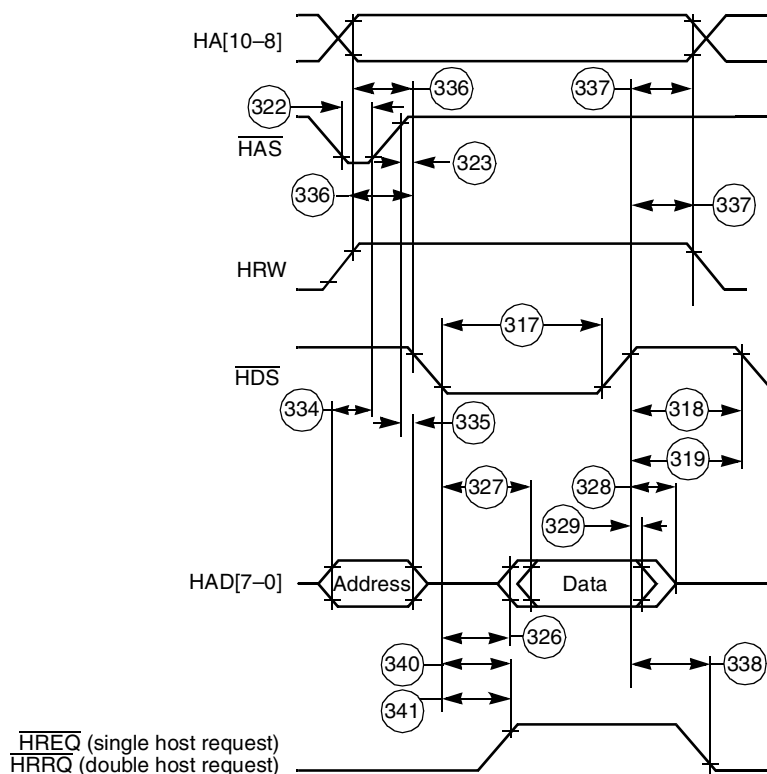 HA[10–8]
336
337
322
HAS
323
336
337
HRW
317
HDS
334
335
318
319
327
328
329
HAD[7–0]
Address
Data
326
340
338
341
HREQ (single host request)
HRRQ (double host request)